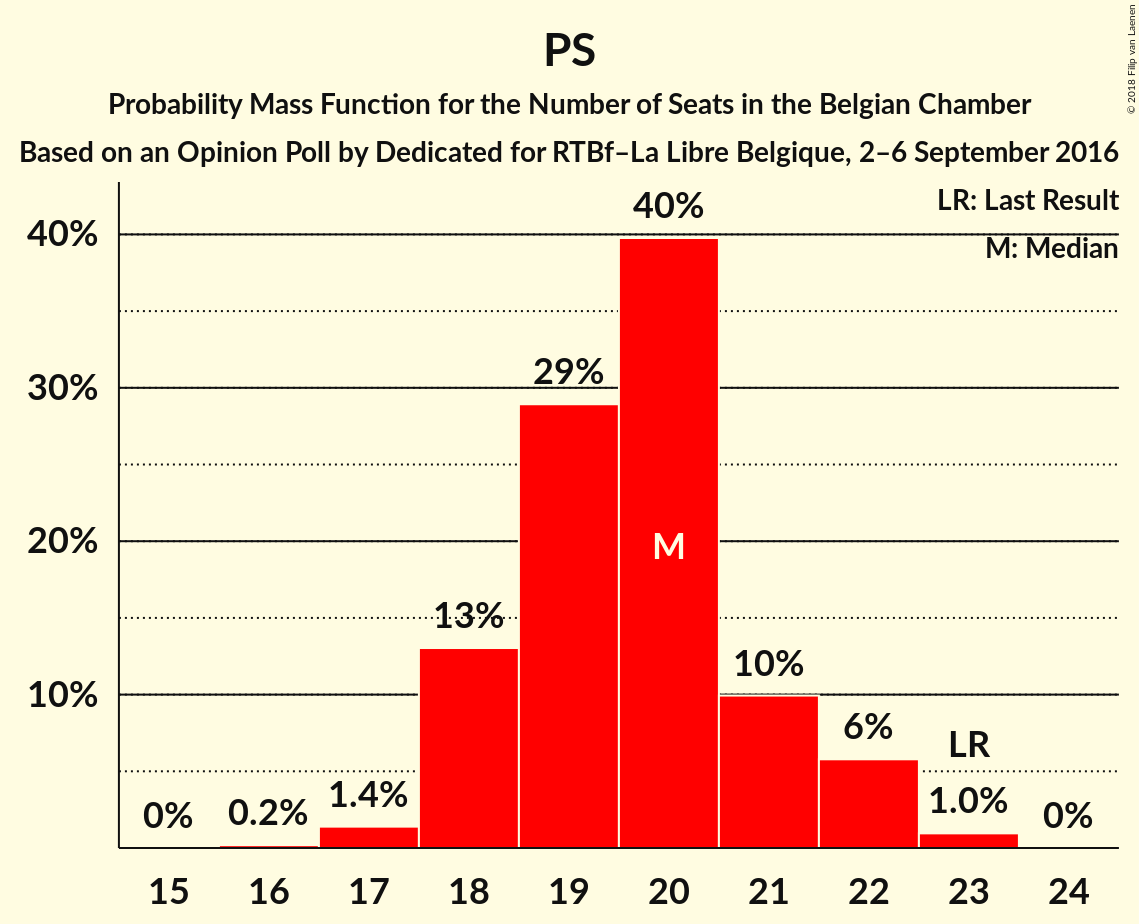 PS
Probability Mass Function for the Number of Seats in the Belgian Chamber
Based on an Opinion Poll by Dedicated for RTBf–La Libre Belgique, 2–6 September 2016
© 2018 Filip van Laenen
LR: Last Result
M: Median
40%
30%
20%
10%
0%
0.2%
1.4%
13%
29%
40%
M
10%
6%
LR
1.0%
0%
15 16 17 18 19 20 21 22 23 24